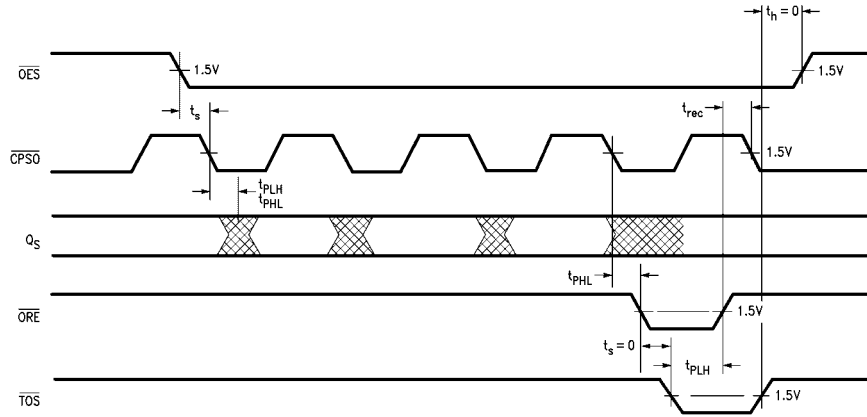 t_h = 0
OES
1.5V
1.5V
t_s
t_rec
CPSO
1.5V
t_PLH
t_PHL
Q_S
t_PHL
ORE
1.5V
t_s = 0
t_PLH
TOS
1.5V